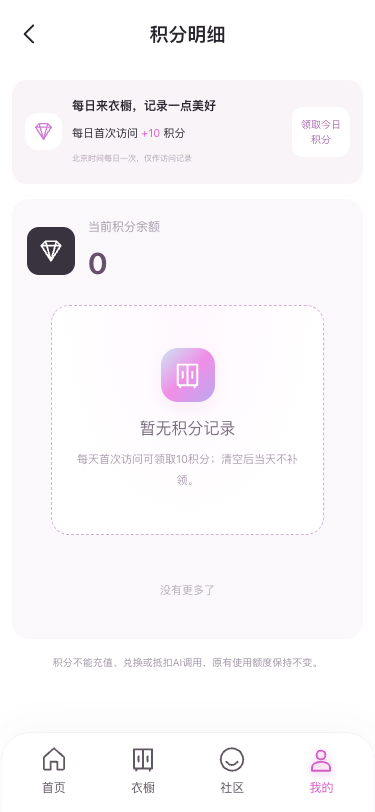 积分明细
每日来衣橱，记录一点美好
每日首次访问 +10 积分
北京时间每日一次，仅作访问记录
领取今日
积分
当前积分余额
0
暂无积分记录
每天首次访问可领取10积分；清空后当天不补
领。
没有更多了
积分不能充值、兑换或抵扣AI调用，原有使用额度保持不变。
首页
衣橱
社区
我的